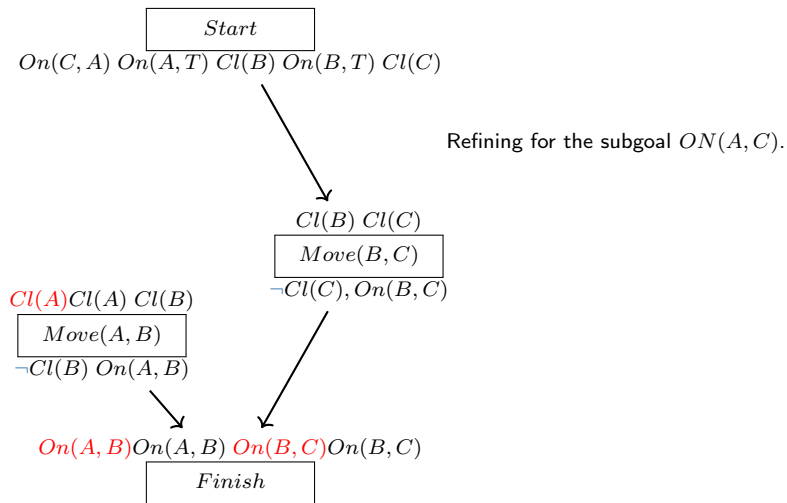 Start
On(C, A) On(A, T) Cl(B) On(B, T) Cl(C)
Refining for the subgoal ON(A, C).
Cl(B) Cl(C)
Move(B, C)
¬Cl(C), On(B, C)
Cl(A)Cl(A) Cl(B)
Move(A, B)
¬Cl(B) On(A, B)
On(A, B)On(A, B) On(B, C)On(B, C)
Finish